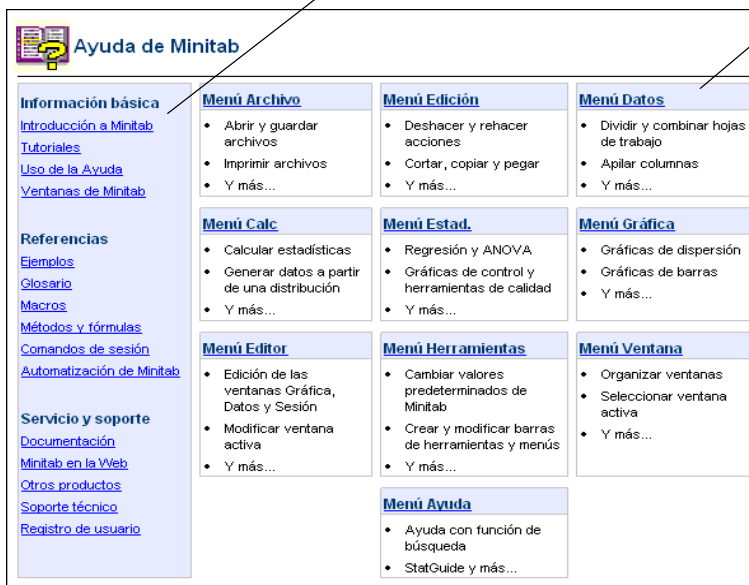 Ayuda de Minitab
Información básica
Introducción a Minitab
Tutoriales
Uso de la Ayuda
Ventanas de Minitab
Referencias
Ejemplos
Glosario
Macros
Métodos y fórmulas
Comandos de sesión
Automatización de Minitab
Servicio y soporte
Documentación
Minitab en la Web
Otros productos
Soporte técnico
Registro de usuario
Menú Archivo
• Abrir y guardar
archivos
• Imprimir archivos
• Y más...
Menú Edición
• Deshacer y rehacer
acciones
• Cortar, copiar y pegar
• Y más...
Menú Datos
• Dividir y combinar hojas
de trabajo
• Apilar columnas
• Y más...
Menú Calc
• Calcular estadísticas
• Generar datos a partir
de una distribución
• Y más...
Menú Estad.
• Regresión y ANOVA
• Gráficas de control y
herramientas de calidad
• Y más...
Menú Gráfica
• Gráficas de dispersión
• Gráficas de barras
• Y más...
Menú Editor
• Edición de las
ventanas Gráfica,
Datos y Sesión
• Modificar ventana
activa
• Y más...
Menú Herramientas
• Cambiar valores
predeterminados de
Minitab
• Crear y modificar barras
de herramientas y menús
• Y más...
Menú Ventana
• Organizar ventanas
• Seleccionar ventana
activa
• Y más...
Menú Ayuda
• Ayuda con función de
búsqueda
• StatGuide y más...